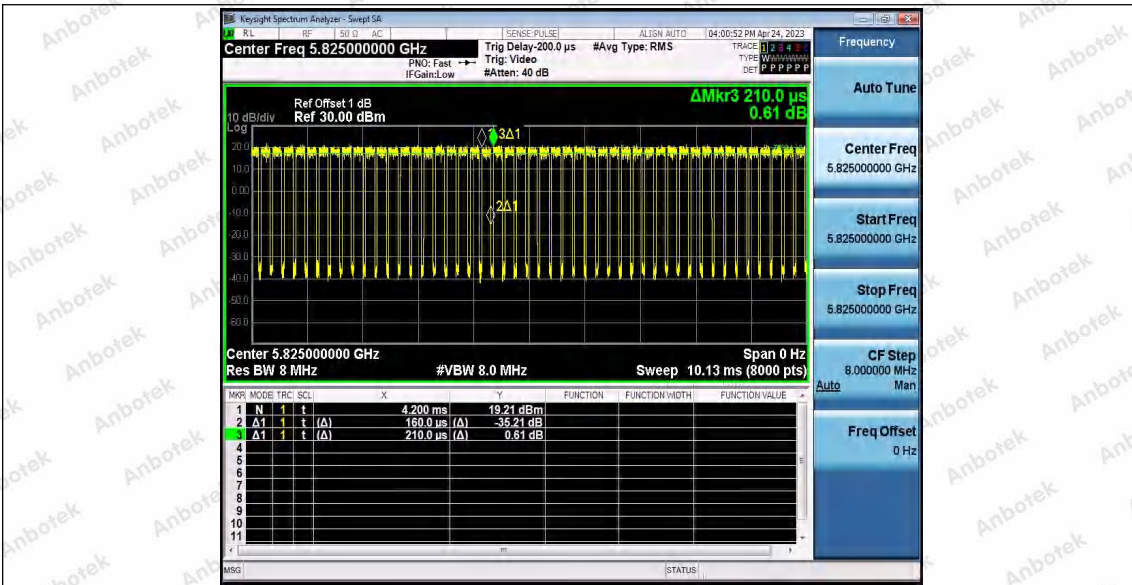 Keysight Spectrum Analyzer - Swept SA
RL RF 50 Ω AC SENSE:PULSE ALIGN AUTO 04:00:52 PM Apr 24, 2023
Center Freq 5.825000000 GHz
PNO: Fast
IFGain:Low
Trig Delay-200.0 µs
Trig: Video
#Atten: 40 dB
#Avg Type: RMS
TRACE 1 2 3 4
TYPE WWWWWW
DET P P P P P P
ΔMkr3 210.0 µs
0.61 dB
10 dB/div
Log
Ref Offset 1 dB
Ref 30.00 dBm
20.0
10.0
0.00
-10.0
-20.0
-30.0
-40.0
-50.0
-60.0
3Δ1
2Δ1
Center 5.825000000 GHz Span 0 Hz
Res BW 8 MHz #VBW 8.0 MHz Sweep 10.13 ms (8000 pts)
MKR MODE TRC SCL X Y FUNCTION FUNCTION WIDTH FUNCTION VALUE
1 N 1 t 4.200 ms 19.21 dBm
2 Δ1 1 t (Δ) 160.0 µs (Δ) -35.21 dB
3 Δ1 1 t (Δ) 210.0 µs (Δ) 0.61 dB
4
5
6
7
8
9
10
11
MSG STATUS
Frequency
Auto Tune
Center Freq
5.825000000 GHz
Start Freq
5.825000000 GHz
Stop Freq
5.825000000 GHz
CF Step
8.000000 MHz
Auto Man
Freq Offset
0 Hz
Anbotek